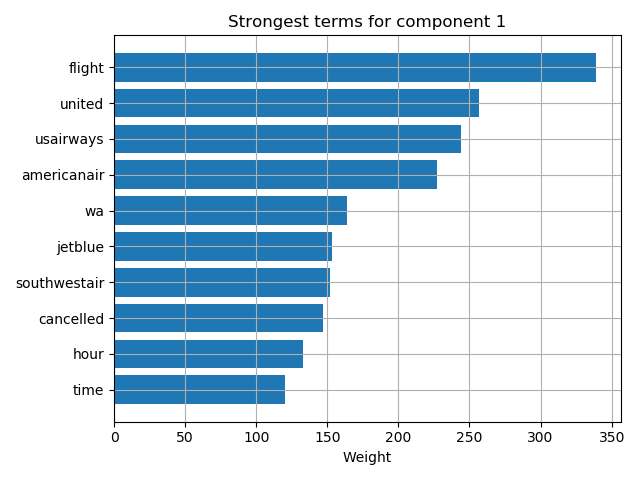 Strongest terms for component 1
flight
united
usairways
americanair
wa
jetblue
southwestair
cancelled
hour
time
0 50 100 150 200 250 300 350
Weight